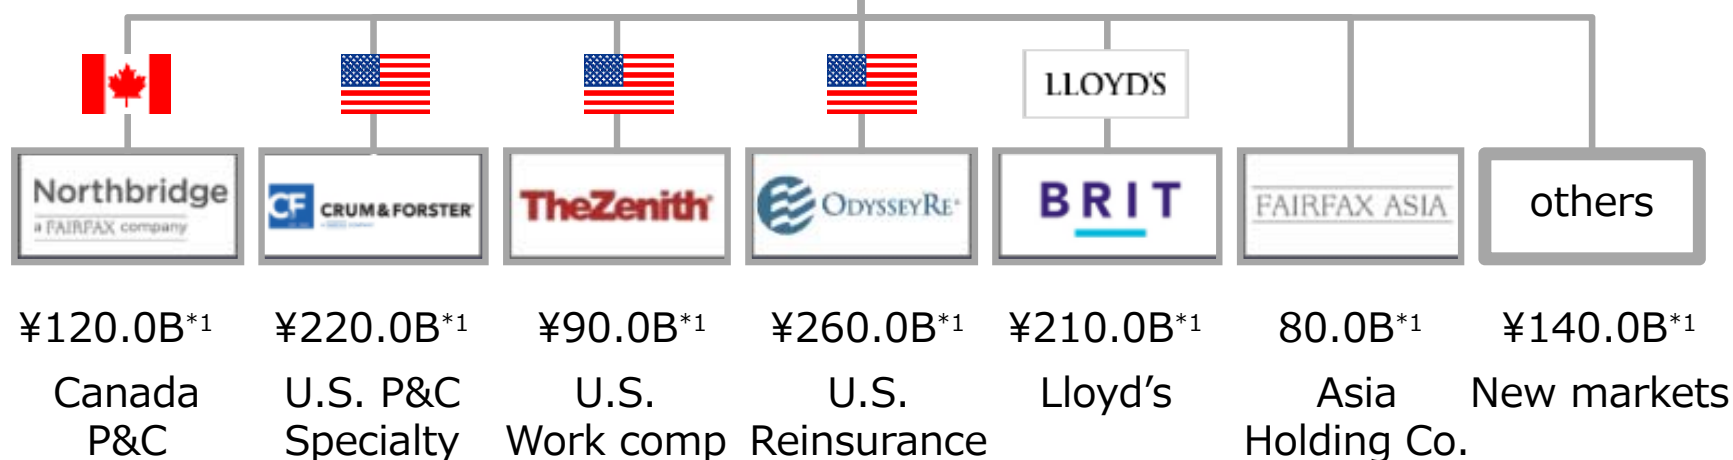 LLOYD'S
Northbridge
a FAIRFAX company
CF CRUM & FORSTER
TheZenith
ODYSSEYRE
BRIT
FAIRFAX ASIA
others
¥120.0B*1 ¥220.0B*1 ¥90.0B*1 ¥260.0B*1 ¥210.0B*1 80.0B*1 ¥140.0B*1
Canada U.S. P&C U.S. U.S. Lloyd’s Asia New markets
P&C Specialty Work comp Reinsurance Holding Co.